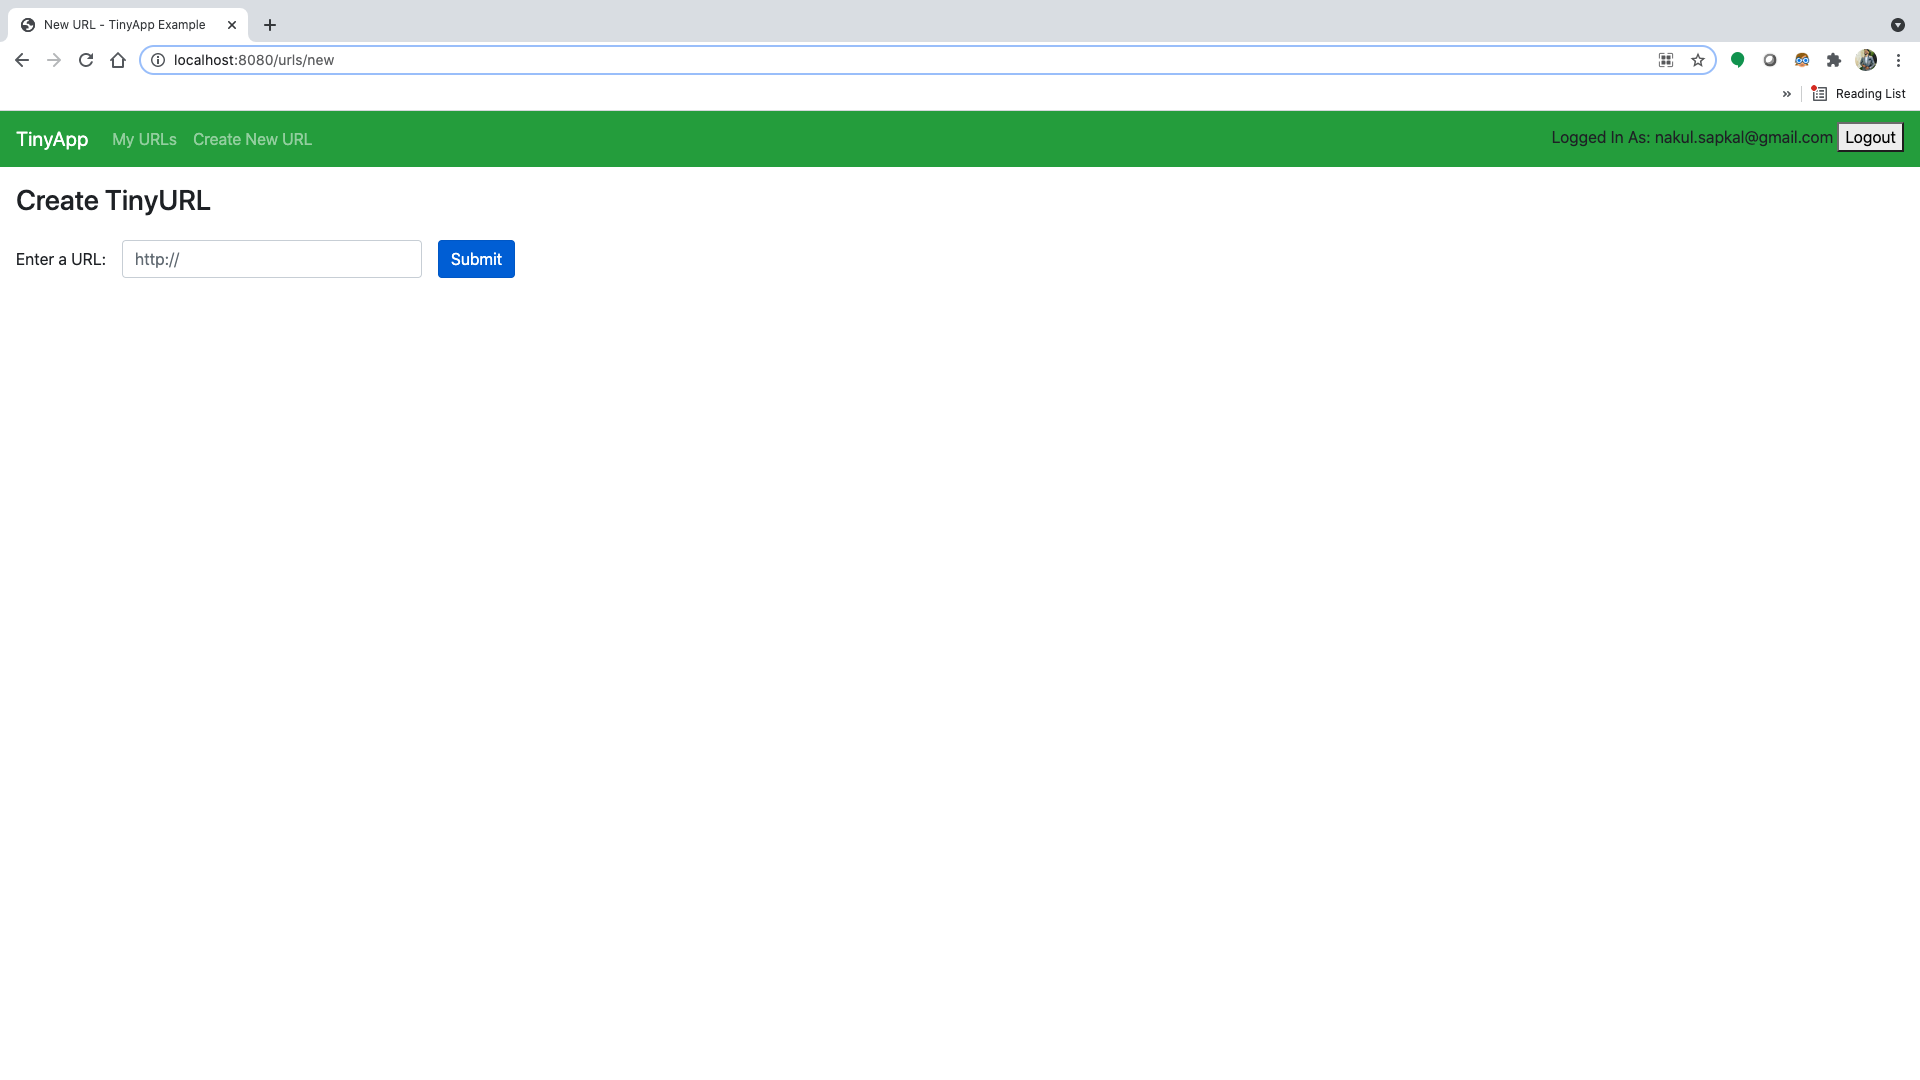 New URL - TinyApp Example
localhost:8080/urls/new
» Reading List
TinyApp My URLs Create New URL Logged In As: nakul.sapkal@gmail.com Logout
Create TinyURL
Enter a URL: http:// Submit